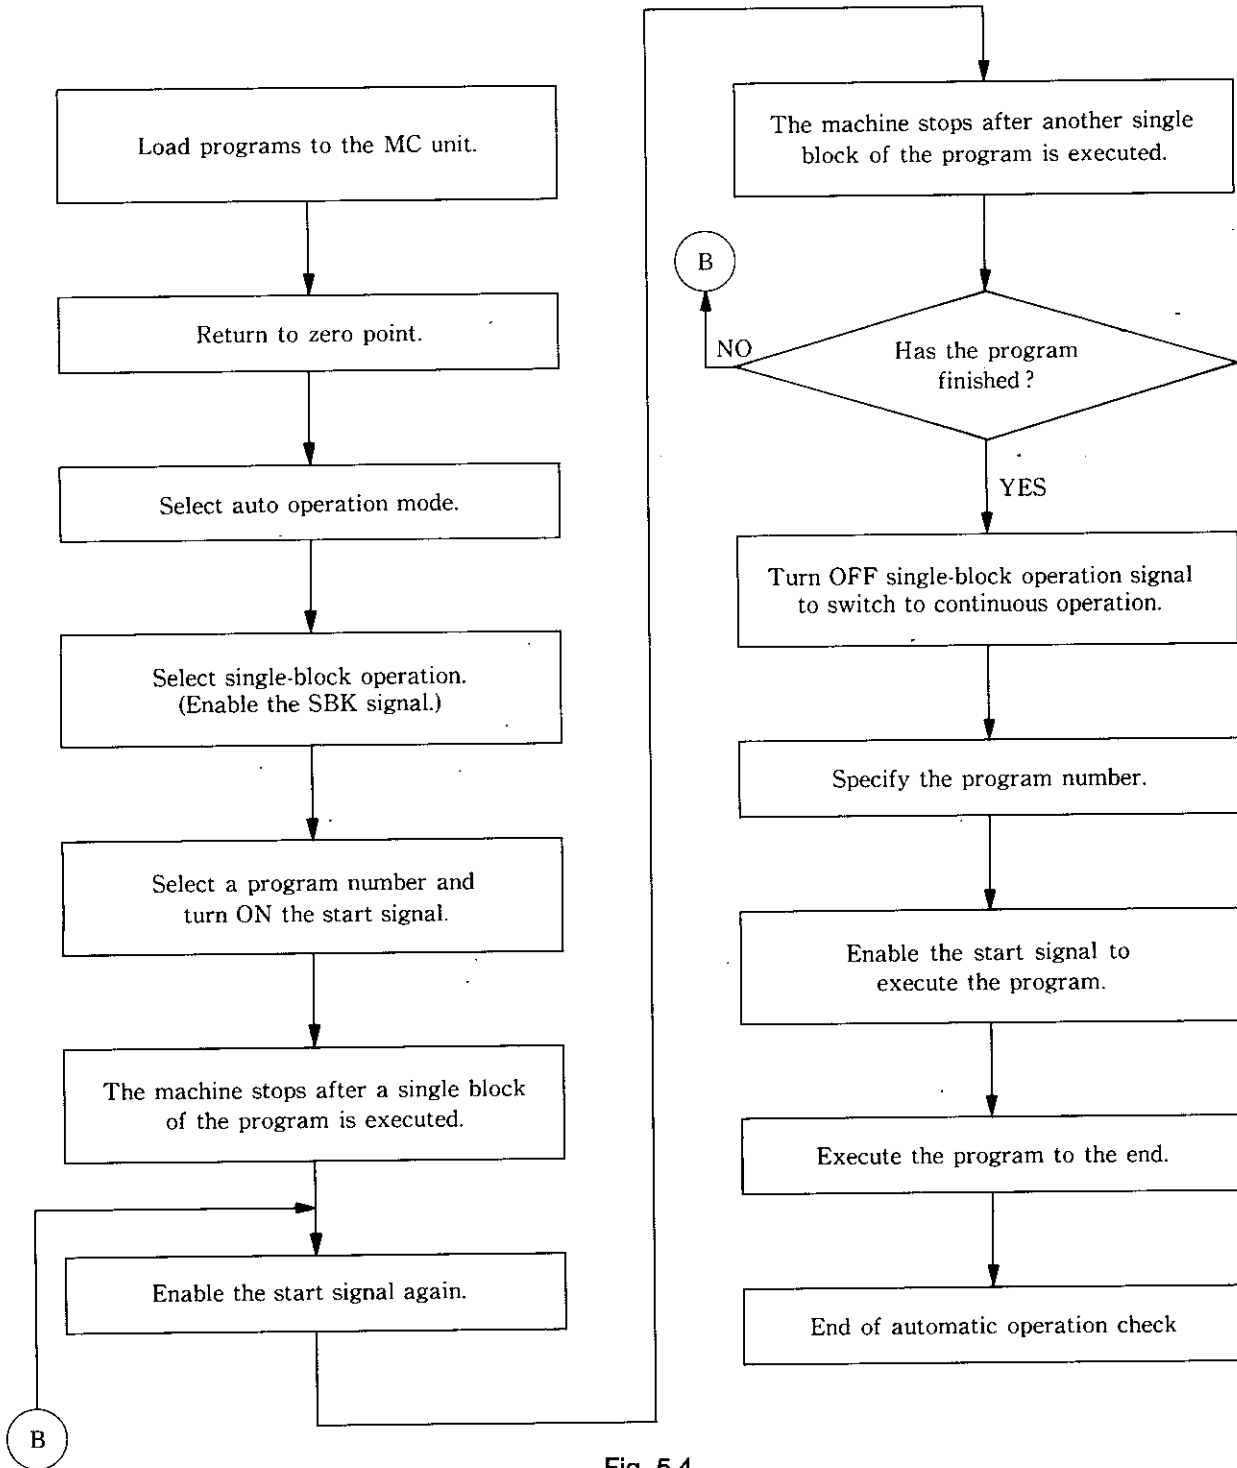 Load programs to the MC unit.
Return to zero point.
Select auto operation mode.
Select single-block operation.
(Enable the SBK signal.)
Select a program number and
turn ON the start signal.
The machine stops after a single block
of the program is executed.
Enable the start signal again.
B
The machine stops after another single
block of the program is executed.
B
NO
Has the program
finished?
YES
Turn OFF single-block operation signal
to switch to continuous operation.
Specify the program number.
Enable the start signal to
execute the program.
Execute the program to the end.
End of automatic operation check
Fig. 5.4